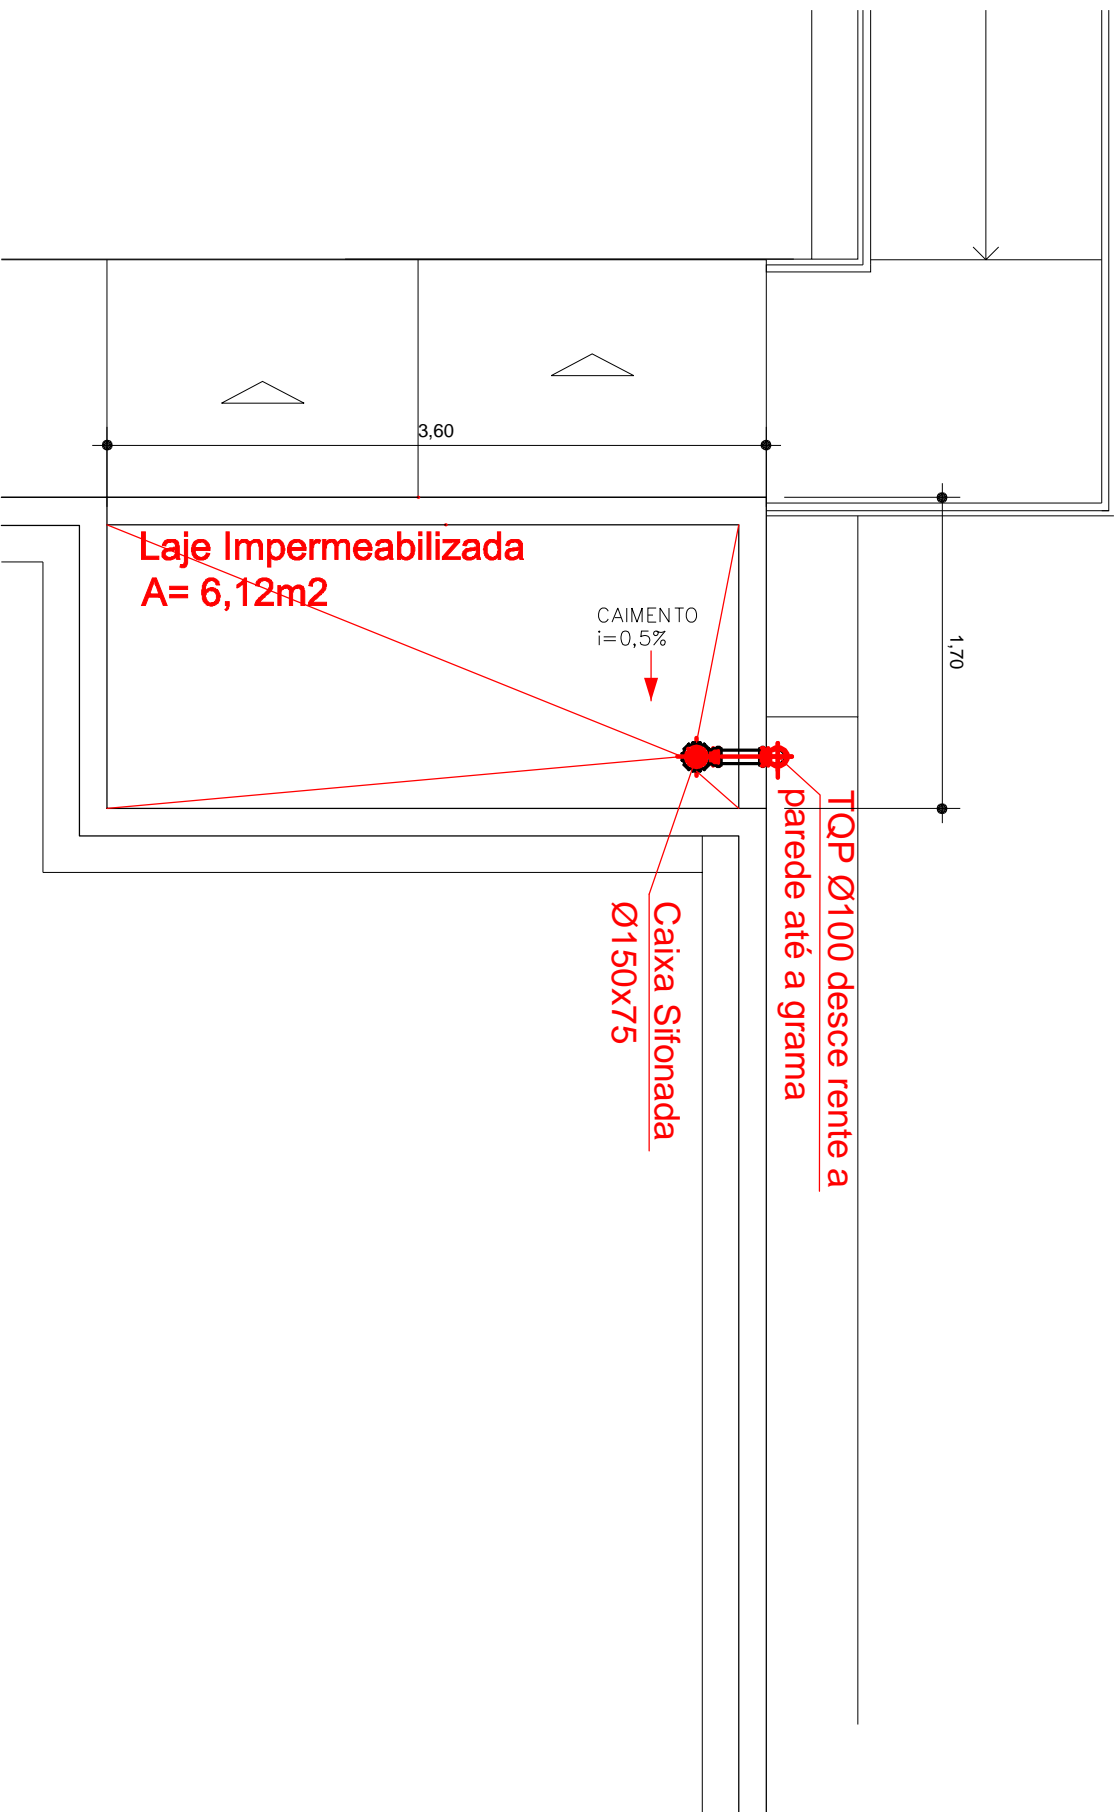 3,60
Laje Impermeabilizada
A= 6,12m2
CAIMENTO
i=0,5%
1,70
TQP Ø100 desce rente a
parede até a grama
Caixa Sifonada
Ø150x75